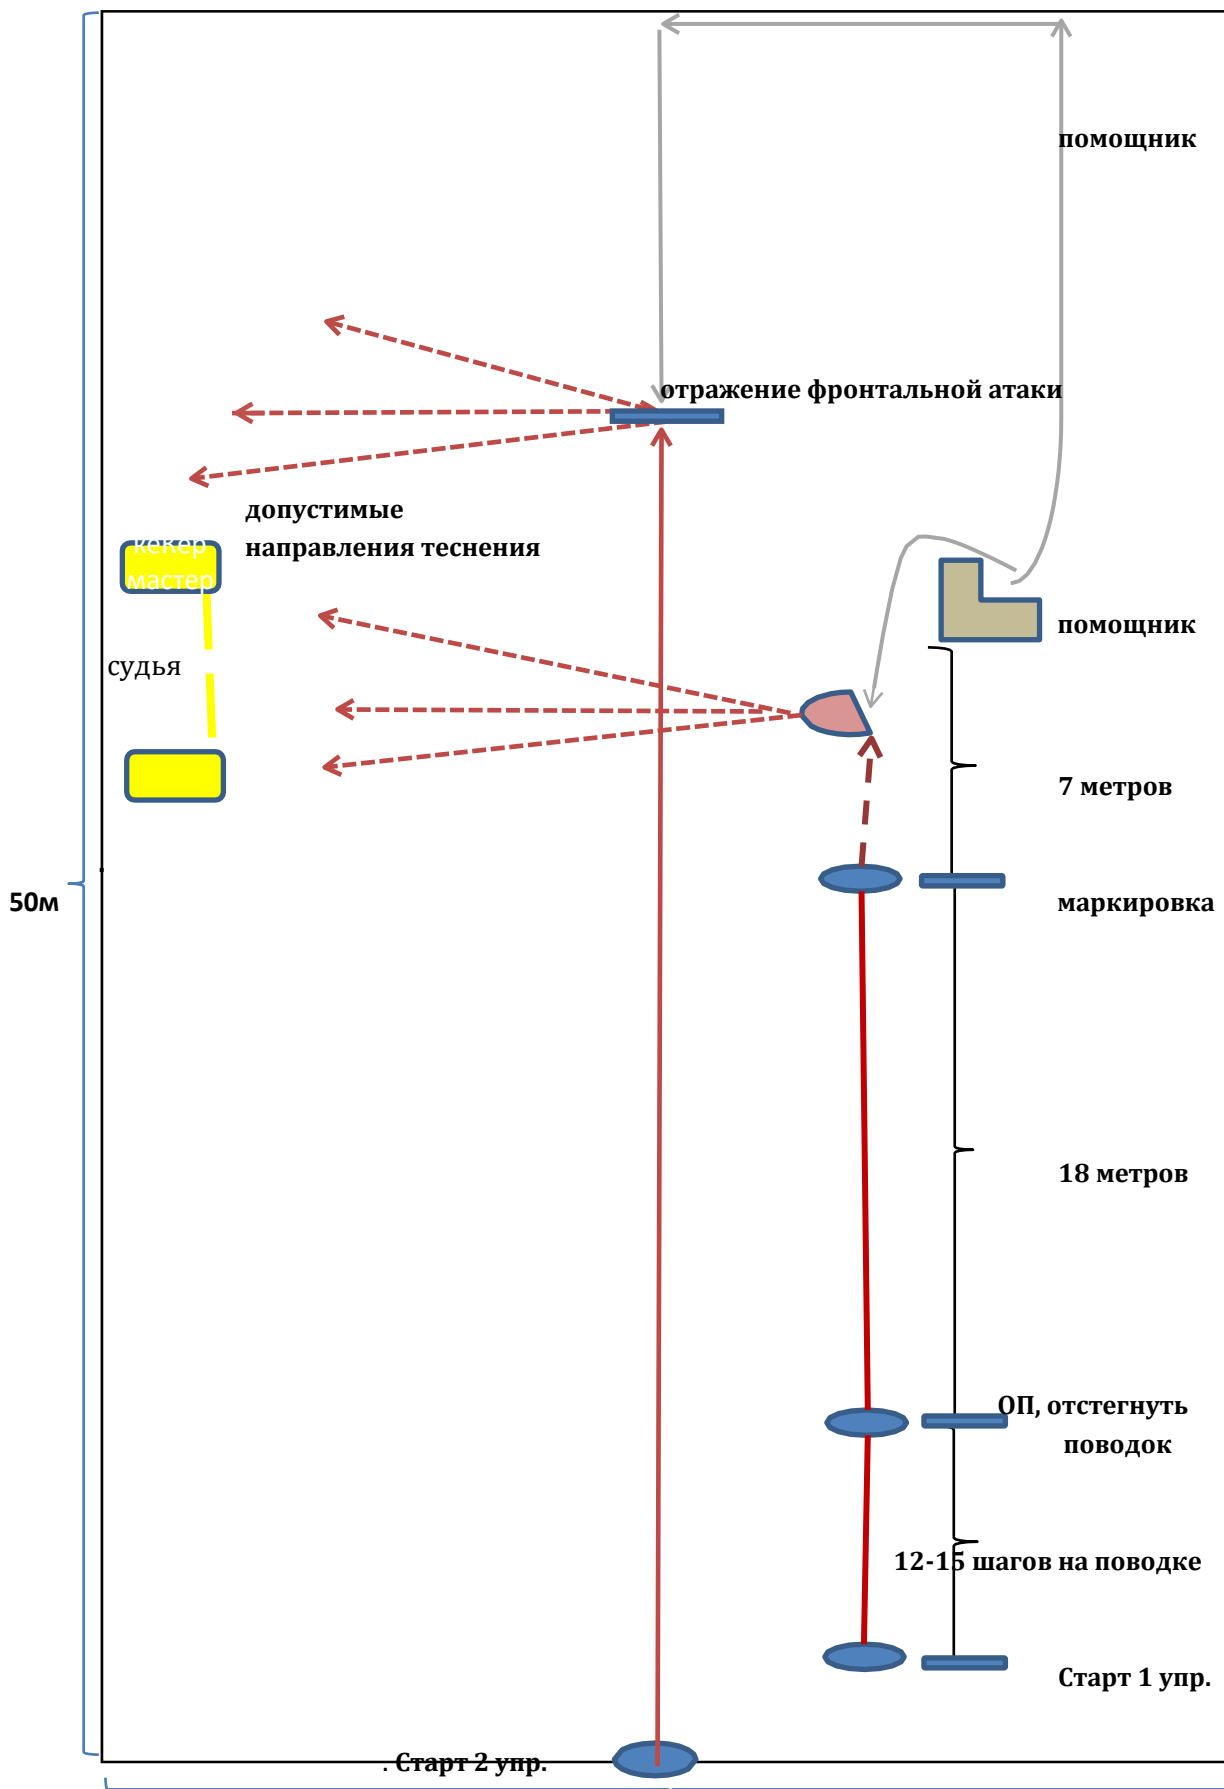 помощник
отражение фронтальной атаки
допустимые
направления теснения
кёкер
мастер
помощник
судья
7 метров
50м
маркировка
18 метров
ОП, отстегнуть
поводок
12-15 шагов на поводке
Старт 1 упр.
. Старт 2 упр.